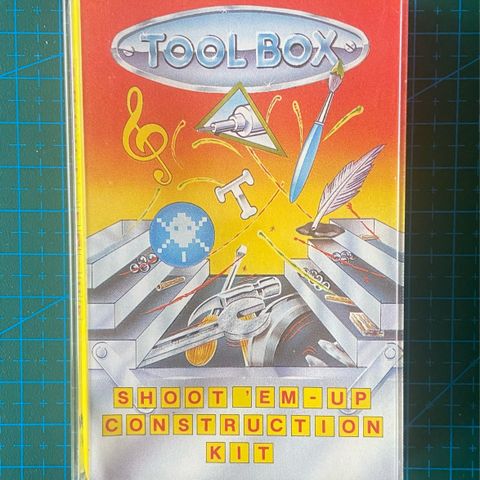 TOOL BOX
SHOOT 'EM-UP
CONSTRUCTION
KIT